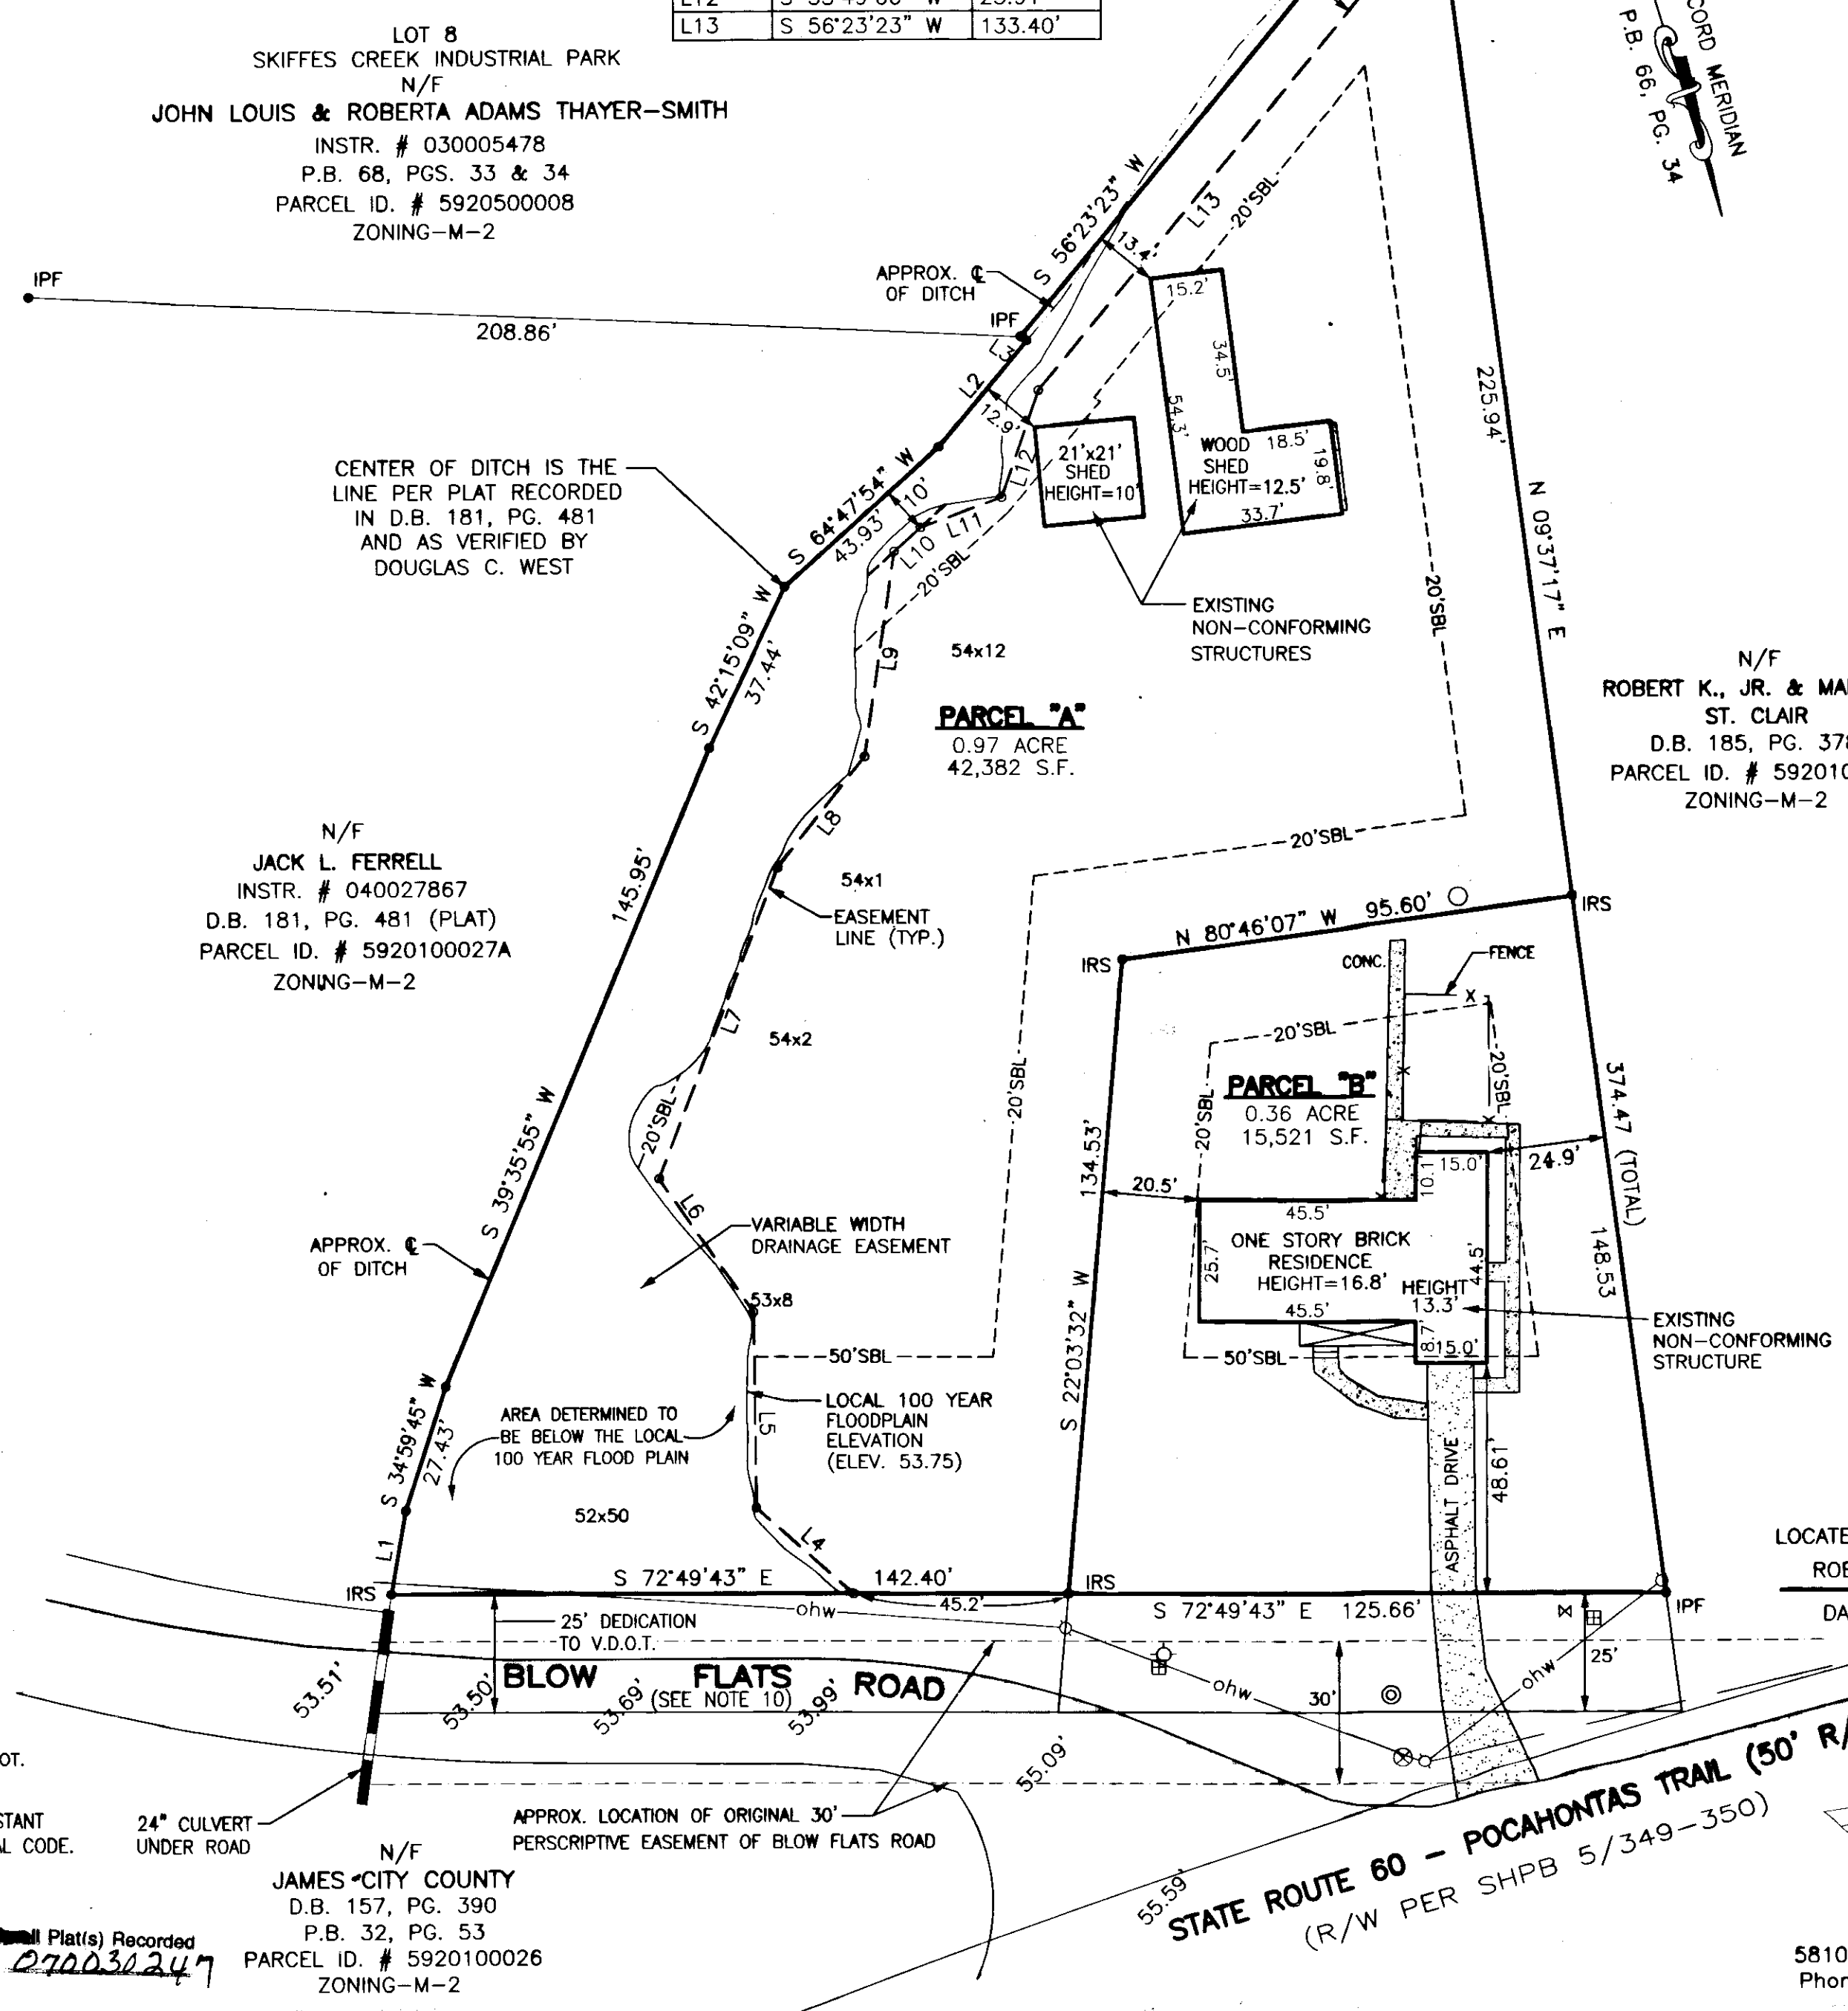 L13 S 56°23'23" W 133.40'
LOT 8
SKIFFES CREEK INDUSTRIAL PARK
N/F
JOHN LOUIS & ROBERTA ADAMS THAYER-SMITH
INSTR. # 030005478
P.B. 68, PGS. 33 & 34
PARCEL ID. # 5920500008
ZONING-M-2
MERIDIAN
P.B. 66, PG. 34
IPF
208.86'
APPROX. ℄
OF DITCH
IPF
S 56°23'23" W
L13
20'SBL
13.4'
15.2'
34.5'
54.3'
WOOD
SHED
HEIGHT=12.5'
18.5'
19.8'
33.7'
L3
L2
12.9'
21'x21'
SHED
HEIGHT=10'
L12
225.94'
N 09°37'17" E
CENTER OF DITCH IS THE
LINE PER PLAT RECORDED
IN D.B. 181, PG. 481
AND AS VERIFIED BY
DOUGLAS C. WEST
S 64°47'54" W
43.93'
10'
L11
L10
20'SBL
20'SBL
EXISTING
NON-CONFORMING
STRUCTURES
S 42°15'09" W
37.44'
L9
54x12
PARCEL "A"
0.97 ACRE
42,382 S.F.
N/F
ROBERT K., JR. &
ST. CLAIR
D.B. 185, PG.
PARCEL ID. #
ZONING-M-2
N/F
JACK L. FERRELL
INSTR. # 040027867
D.B. 181, PG. 481 (PLAT)
PARCEL ID. # 5920100027A
ZONING-M-2
145.95'
S 39°35'55" W
L8
54x1
EASEMENT
LINE (TYP.)
20'SBL
N 80°46'07" W 95.60'
IRS
IRS
CONC.
FENCE
X
L7
54x2
20'SBL
20'SBL
20'SBL
20'SBL
20'SBL
X
X
PARCEL "B"
0.36 ACRE
15,521 S.F.
374.47 (TOTAL)
148.53
134.53'
S 22°03'32" W
20.5'
24.9'
10.1'
15.0'
45.5'
25.7'
ONE STORY BRICK
RESIDENCE
HEIGHT=16.8'
44.5'
HEIGHT
13.3'
45.5'
8.7'
15.0'
50'SBL
EXISTING
NON-CONFORMING
STRUCTURE
L6
VARIABLE WIDTH
DRAINAGE EASEMENT
APPROX. ℄
OF DITCH
53x8
50'SBL
L5
LOCAL 100 YEAR
FLOODPLAIN
ELEVATION
(ELEV. 53.75)
AREA DETERMINED TO
BE BELOW THE LOCAL
100 YEAR FLOOD PLAIN
S 34°59'45" W
27.43'
L1
52x50
L4
ASPHALT DRIVE
48.61'
IRS
S 72°49'43" E 142.40'
IRS
45.2'
ohw
S 72°49'43" E 125.66'
IPF
25' DEDICATION
TO V.D.O.T.
BLOW FLATS ROAD
(SEE NOTE 10)
53.51'
53.50'
53.69'
53.99'
55.09'
55.59'
ohw
30'
ohw
25'
24" CULVERT
UNDER ROAD
APPROX. LOCATION OF ORIGINAL 30'
PERSCRIPTIVE EASEMENT OF BLOW FLATS ROAD
CODE.
N/F
JAMES CITY COUNTY
D.B. 157, PG. 390
P.B. 32, PG. 53
PARCEL ID. # 5920100026
ZONING-M-2
Plat(s) Recorded
070030247
STATE ROUTE 60 - POCAHONTAS TRAIL (50'
(R/W PER SHPB 5/349-350)
5810